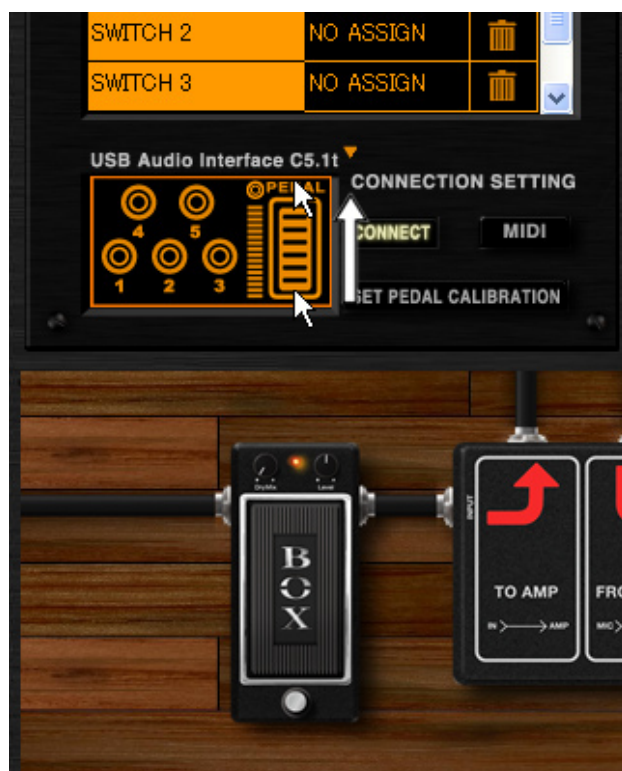 SWITCH 2 NO ASSIGN
SWITCH 3 NO ASSIGN
USB Audio Interface C5.1t
CONNECTION SETTING
PEDAL
4 5
1 2 3
CONNECT MIDI
SET PEDAL CALIBRATION
Dry/Mix Level
BOX
INPUT
TO AMP
IN AMP
FRO
MIC